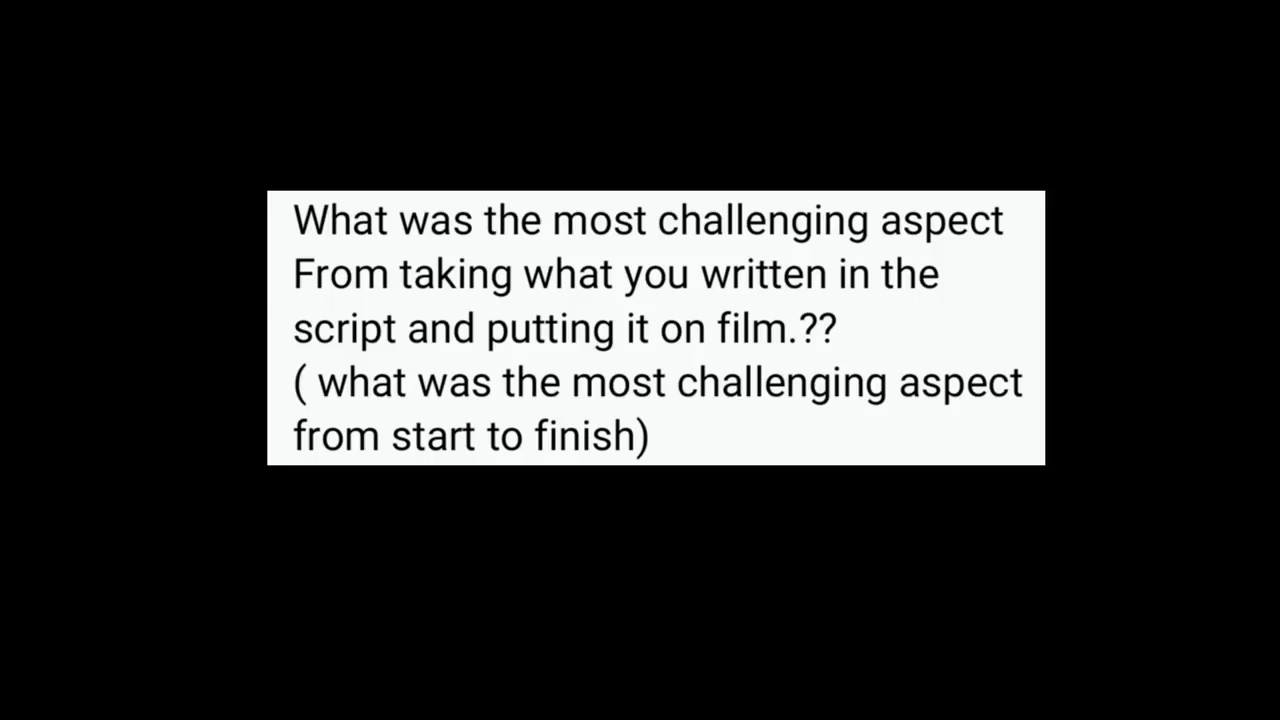 What was the most challenging aspect
From taking what you written in the
script and putting it on film.??
( what was the most challenging aspect
from start to finish)